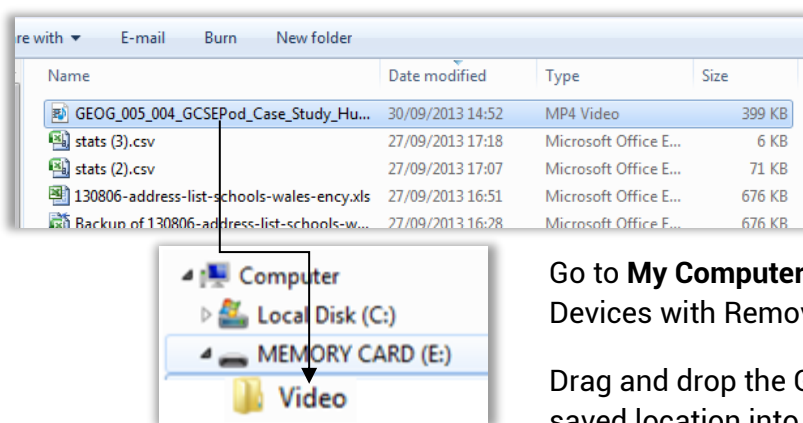 re with E-mail Burn New folder
Name Date modified Type Size
GEOG_005_004_GCSEPod_Case_Study_Hu... 30/09/2013 14:52 MP4 Video 399 KB
stats (3).csv 27/09/2013 17:18 Microsoft Office E... 6 KB
stats (2).csv 27/09/2013 17:07 Microsoft Office E... 71 KB
130806-address-list-schools-wales-ency.xls 27/09/2013 16:51 Microsoft Office E... 676 KB
Backup of 130806-address-list-schools-w... 27/09/2013 16:28 Microsoft Office E... 676 KB
Computer
Local Disk (C:)
MEMORY CARD (E:)
Video
Go to My Computer
Devices with Remov
Drag and drop the
saved location into